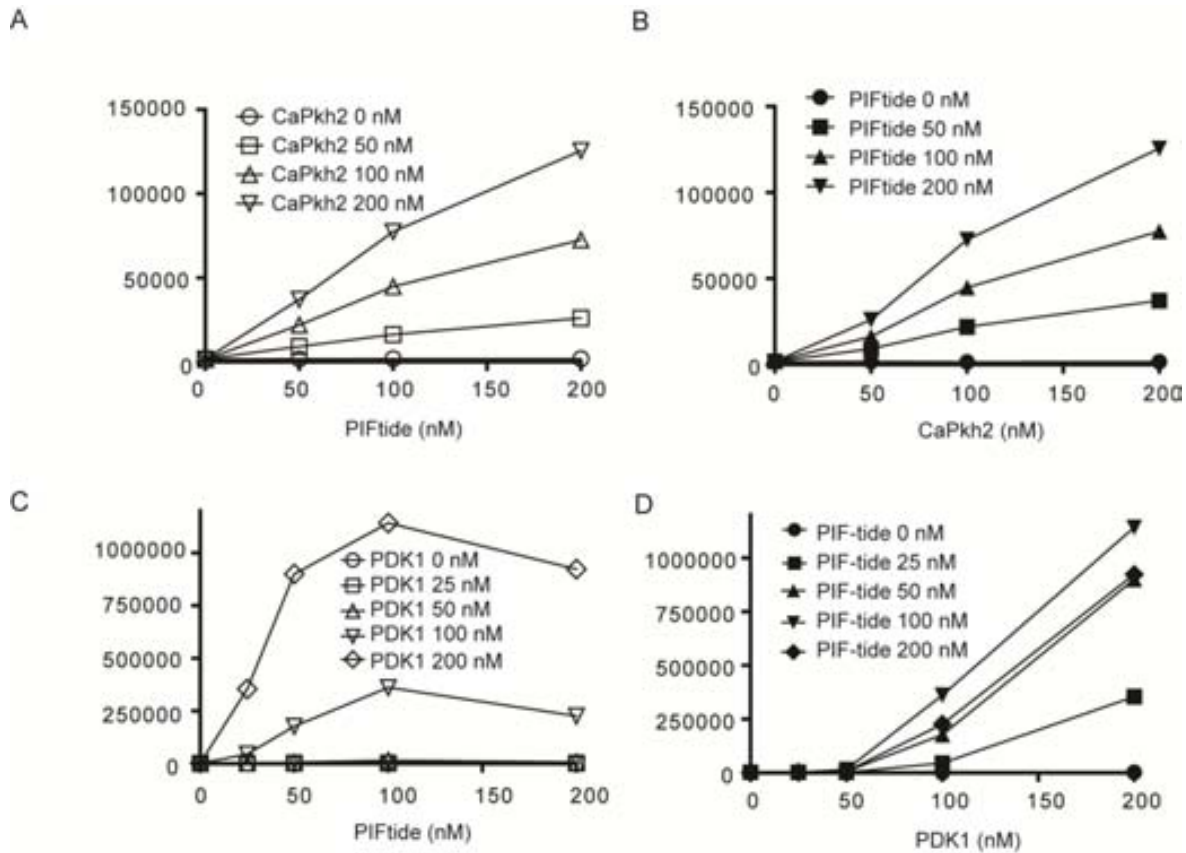 A
B
150000
100000
50000
0
CaPkh2 0 nM
CaPkh2 50 nM
CaPkh2 100 nM
CaPkh2 200 nM
0
50
100
150
200
PIFtide (nM)
150000
100000
50000
0
PIFtide 0 nM
PIFtide 50 nM
PIFtide 100 nM
PIFtide 200 nM
0
50
100
150
200
CaPkh2 (nM)
C
D
1000000
750000
500000
250000
0
PDK1 0 nM
PDK1 25 nM
PDK1 50 nM
PDK1 100 nM
PDK1 200 nM
0
50
100
150
200
PIFtide (nM)
1000000
750000
500000
250000
0
PIF-tide 0 nM
PIF-tide 25 nM
PIF-tide 50 nM
PIF-tide 100 nM
PIF-tide 200 nM
0
50
100
150
200
PDK1 (nM)